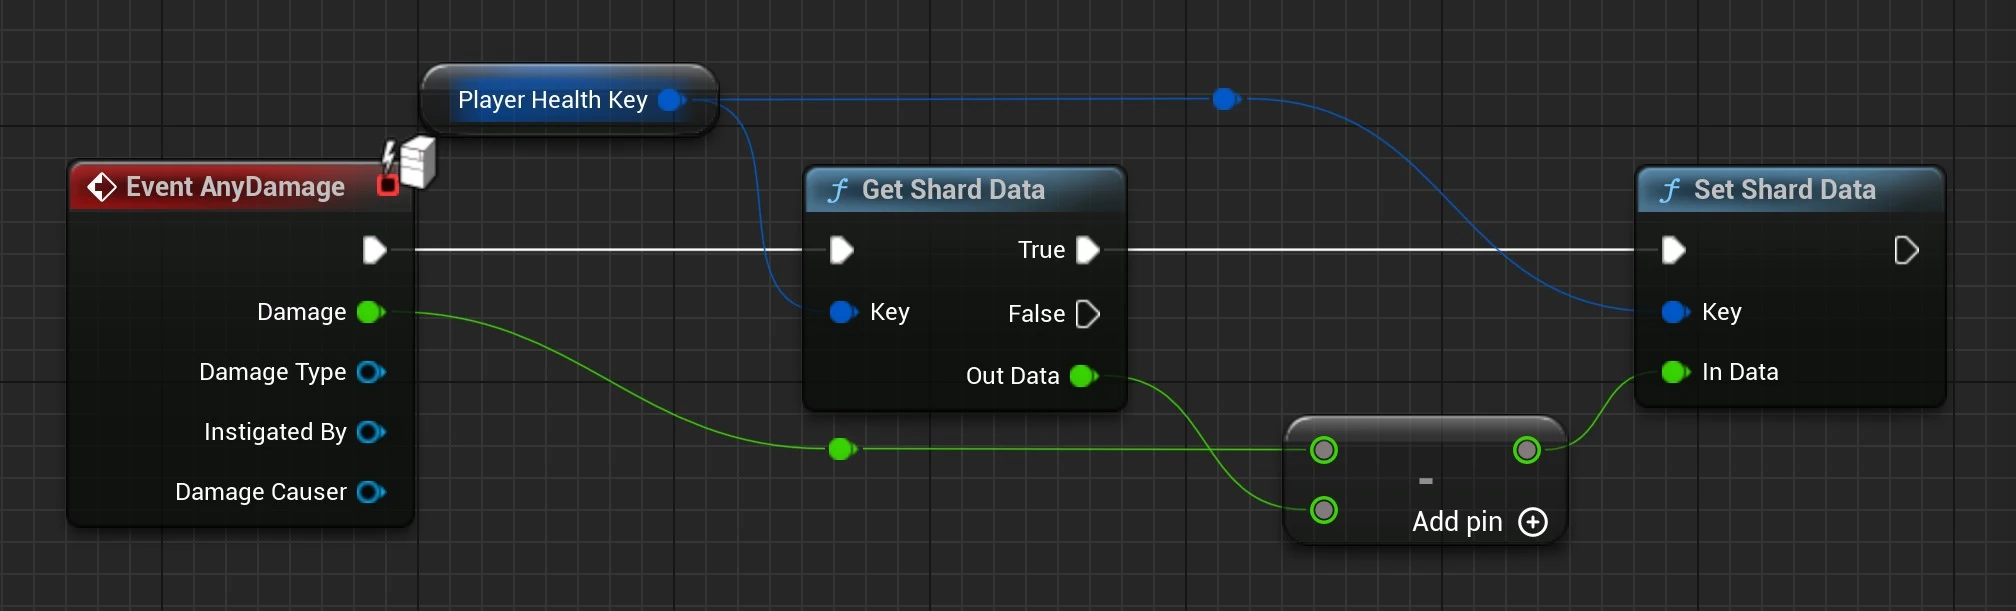 Player Health Key
Event AnyDamage
Damage
Damage Type
Instigated By
Damage Causer
f Get Shard Data
True
Key
False
Out Data
-
Add pin
f Set Shard Data
Key
In Data